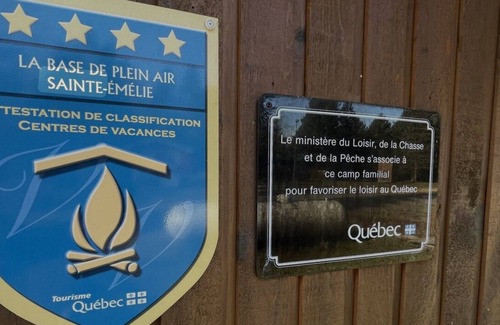 LA BASE DE PLEIN AIR
SAINTE-ÉMÉLIE
TESTATION DE CLASSIFICATION
CENTRES DE VACANCES
Tourisme
Québec
Le ministère du Loisir, de la Chasse
et de la Pêche s'associe à
ce camp familial
pour favoriser le loisir au Québec
Québec